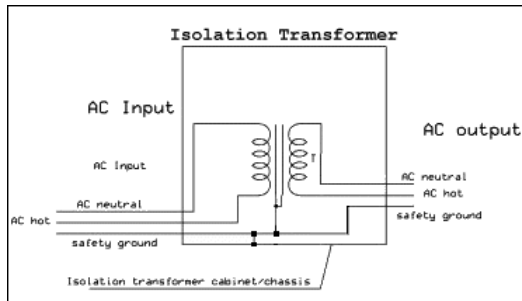 Isolation Transformer
AC Input
AC output
T
AC Input
AC neutral
AC hot
safety ground
AC neutral
AC hot
safety ground
Isolation transformer cabinet/chassis